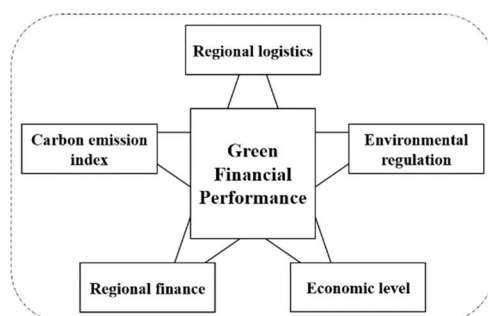 Regional logistics
Carbon emission
index
Green
Financial
Performance
Environmental
regulation
Regional finance
Economic level